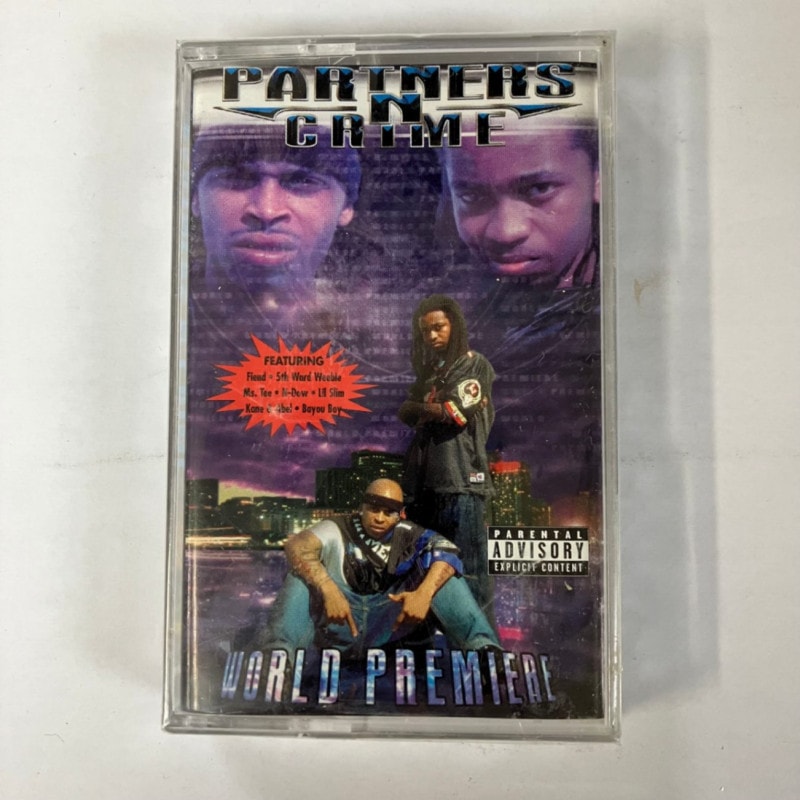 PARTNERS
N
CRIME
FEATURING
Fiend • 5th Ward Weebie
Ms. Tee • N-Dow • Lil Slim
Kane & Abel • Bayou Boy
PARENTAL
ADVISORY
EXPLICIT CONTENT
WORLD PREMIERE